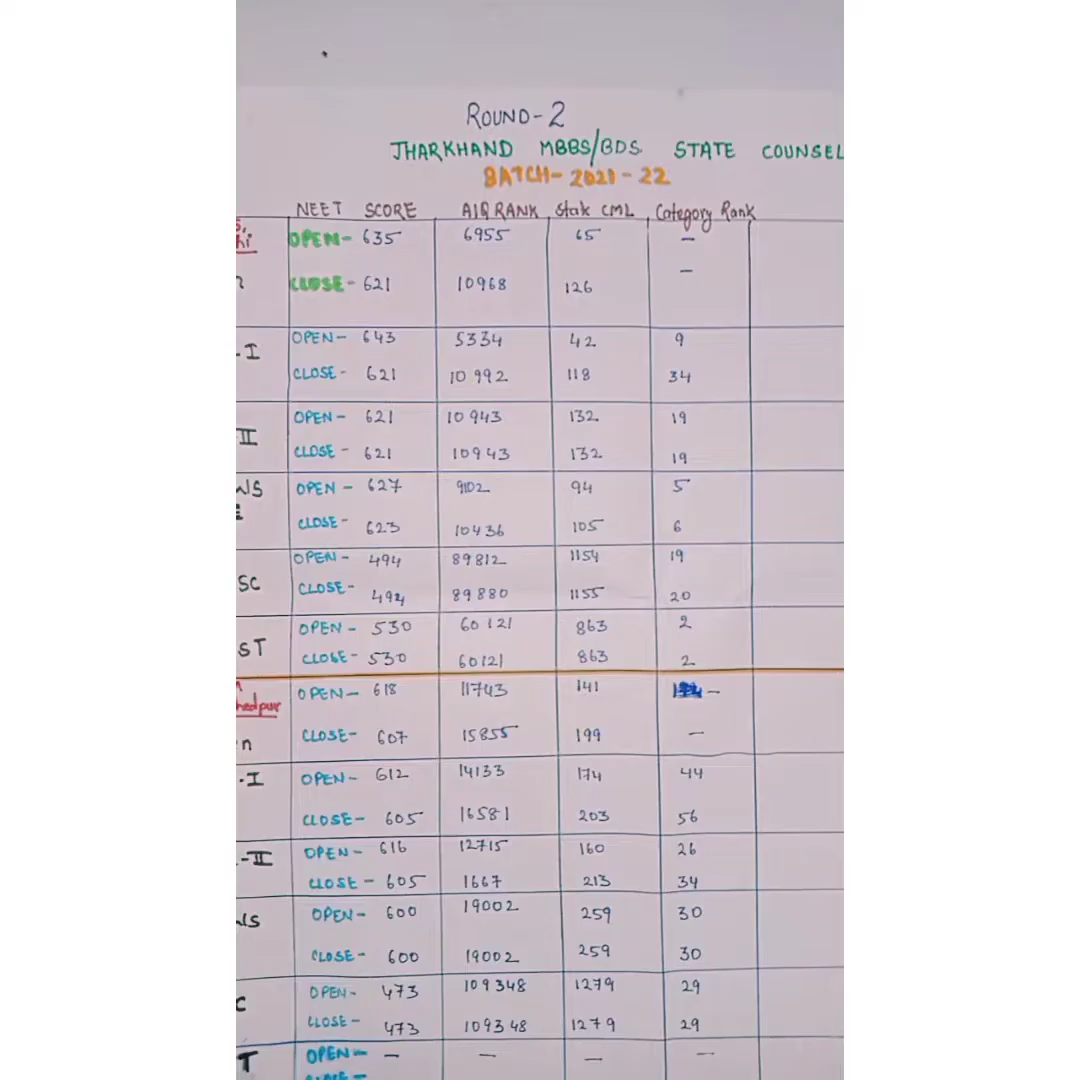 ROUND-2
JHARKHAND MBBS/BDS STATE COUNSEL
BATCH-2021-22
NEET SCORE AIQ RANK State CML Category Rank
hi OPEN- 635 6955 65 —
CLOSE- 621 10968 126 —
-I OPEN- 643 5334 42 9
CLOSE- 621 10992 118 34
II OPEN- 621 10943 132 19
CLOSE- 621 10943 132 19
WS OPEN- 627 9102 94 5
E CLOSE- 623 10436 105 6
SC OPEN- 494 89812 1154 19
CLOSE- 494 89880 1155 20
ST OPEN- 530 60121 863 2
CLOSE- 530 60121 863 2
hedpur OPEN- 618 11743 141 -
n CLOSE- 607 15855 199 —
-I OPEN- 612 14133 174 44
CLOSE- 605 16581 203 56
-II OPEN- 616 12715 160 26
CLOSE- 605 1667 213 34
WS OPEN- 600 19002 259 30
CLOSE- 600 19002 259 30
C OPEN- 473 109348 1279 29
CLOSE- 473 109348 1279 29
T OPEN- — — — —